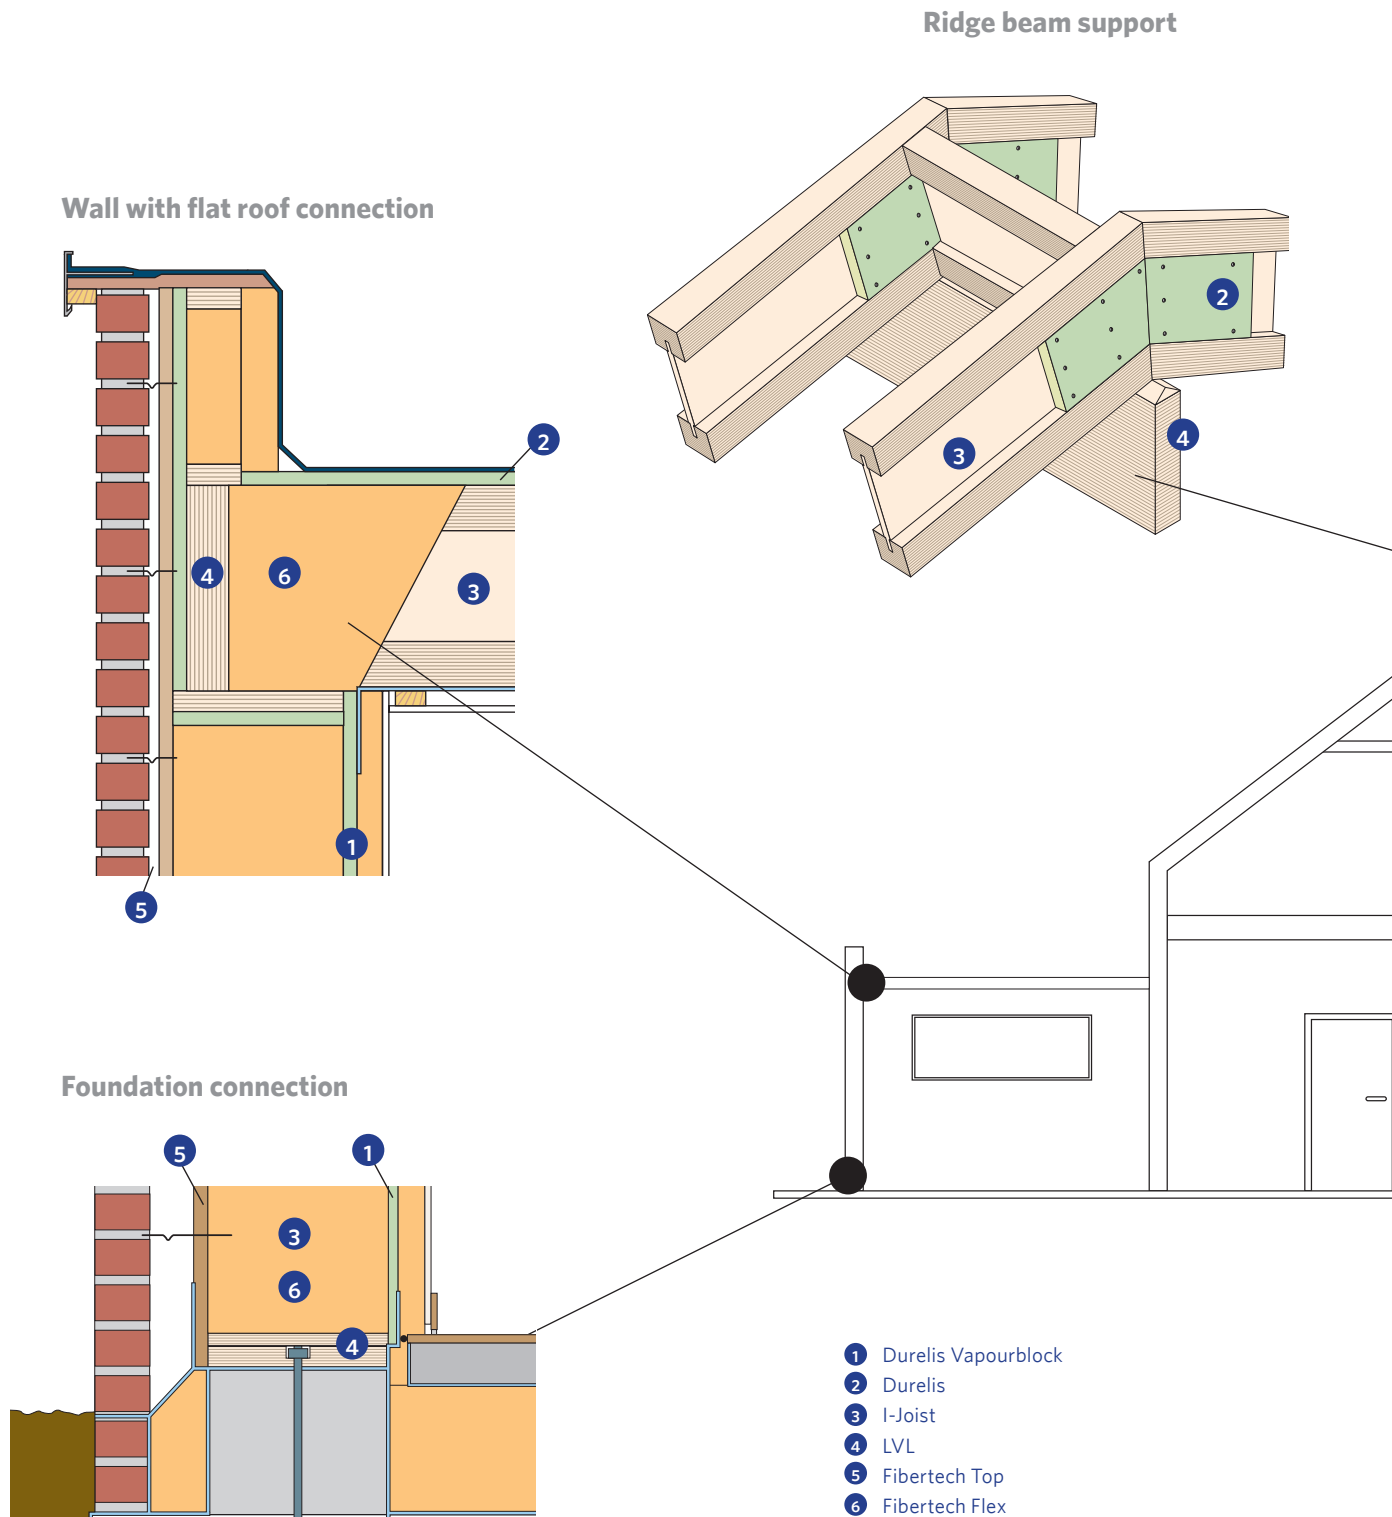 Ridge beam support
2
3
4
Wall with flat roof connection
2
4
6
3
1
5
Foundation connection
5
1
3
6
4
1 Durelis Vapourblock
2 Durelis
3 I-Joist
4 LVL
5 Fibertech Top
6 Fibertech Flex